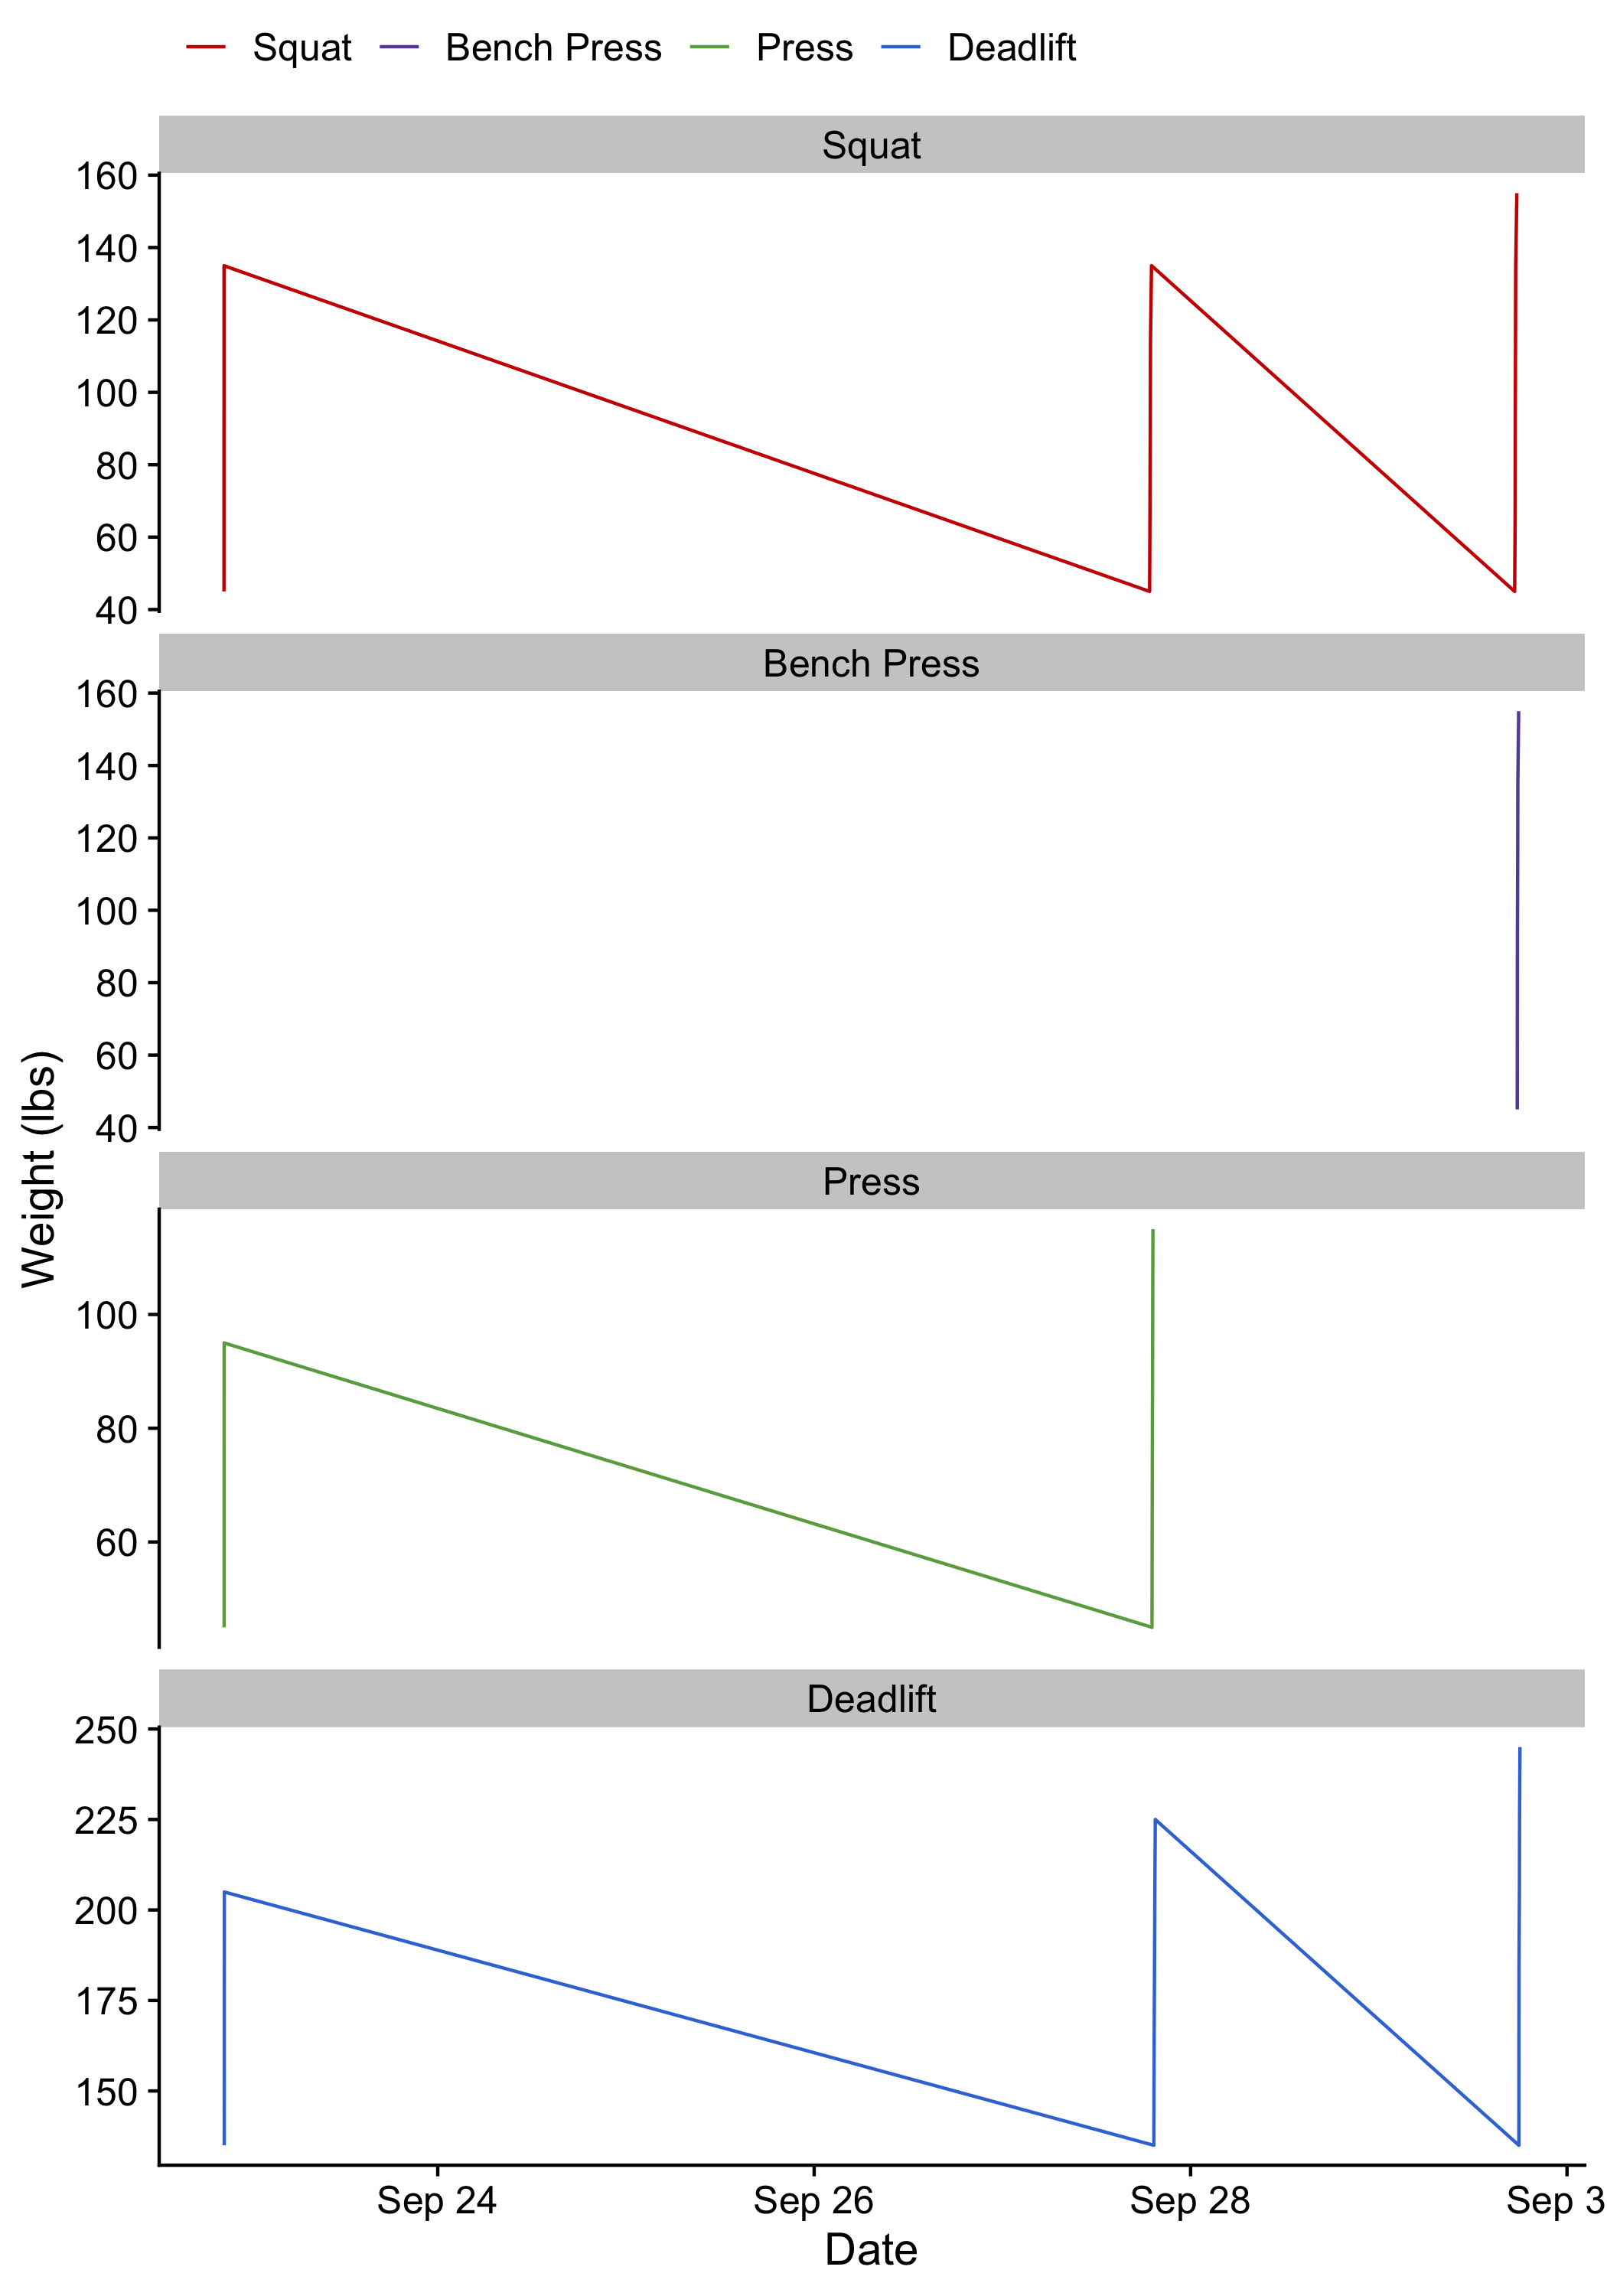 Squat Bench Press Press Deadlift
Squat
160
140
120
100
80
60
40
Bench Press
160
140
120
100
80
60
40
Weight (lbs)
Press
100
80
60
Deadlift
250
225
200
175
150
Sep 24 Sep 26 Sep 28 Sep 3
Date